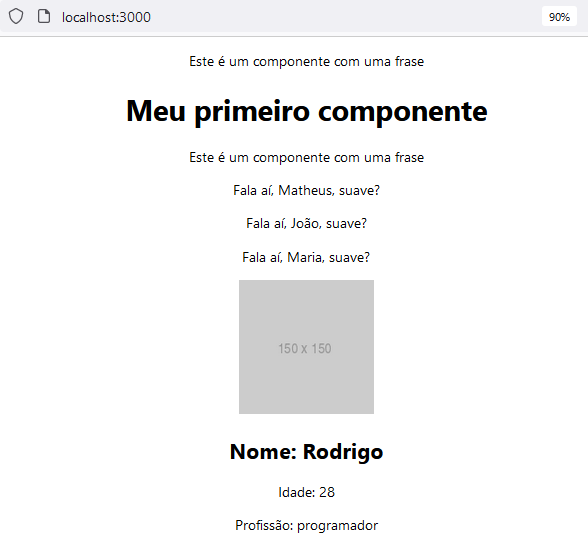 localhost:3000
90%
Este é um componente com uma frase
Meu primeiro componente
Este é um componente com uma frase
Fala aí, Matheus, suave?
Fala aí, João, suave?
Fala aí, Maria, suave?
150 x 150
Nome: Rodrigo
Idade: 28
Profissão: programador